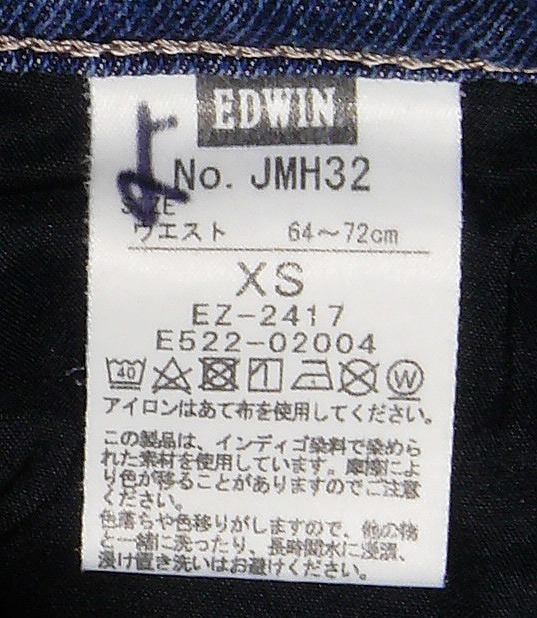 EDWIN
No. JMH32
SIZE
ウエスト 64～72cm
XS
EZ-2417
E522-02004
40 W
アイロンはあて布を使用してください。
この製品は、インディゴ染料で染めら
れた素材を使用しています。摩擦によ
り色が移ることがありますのでご注意
ください。
色落ちや色移りがしますので、他の物
と一緒に洗ったり、長時間水に浸漬、
浸け置き洗いはお避けください。